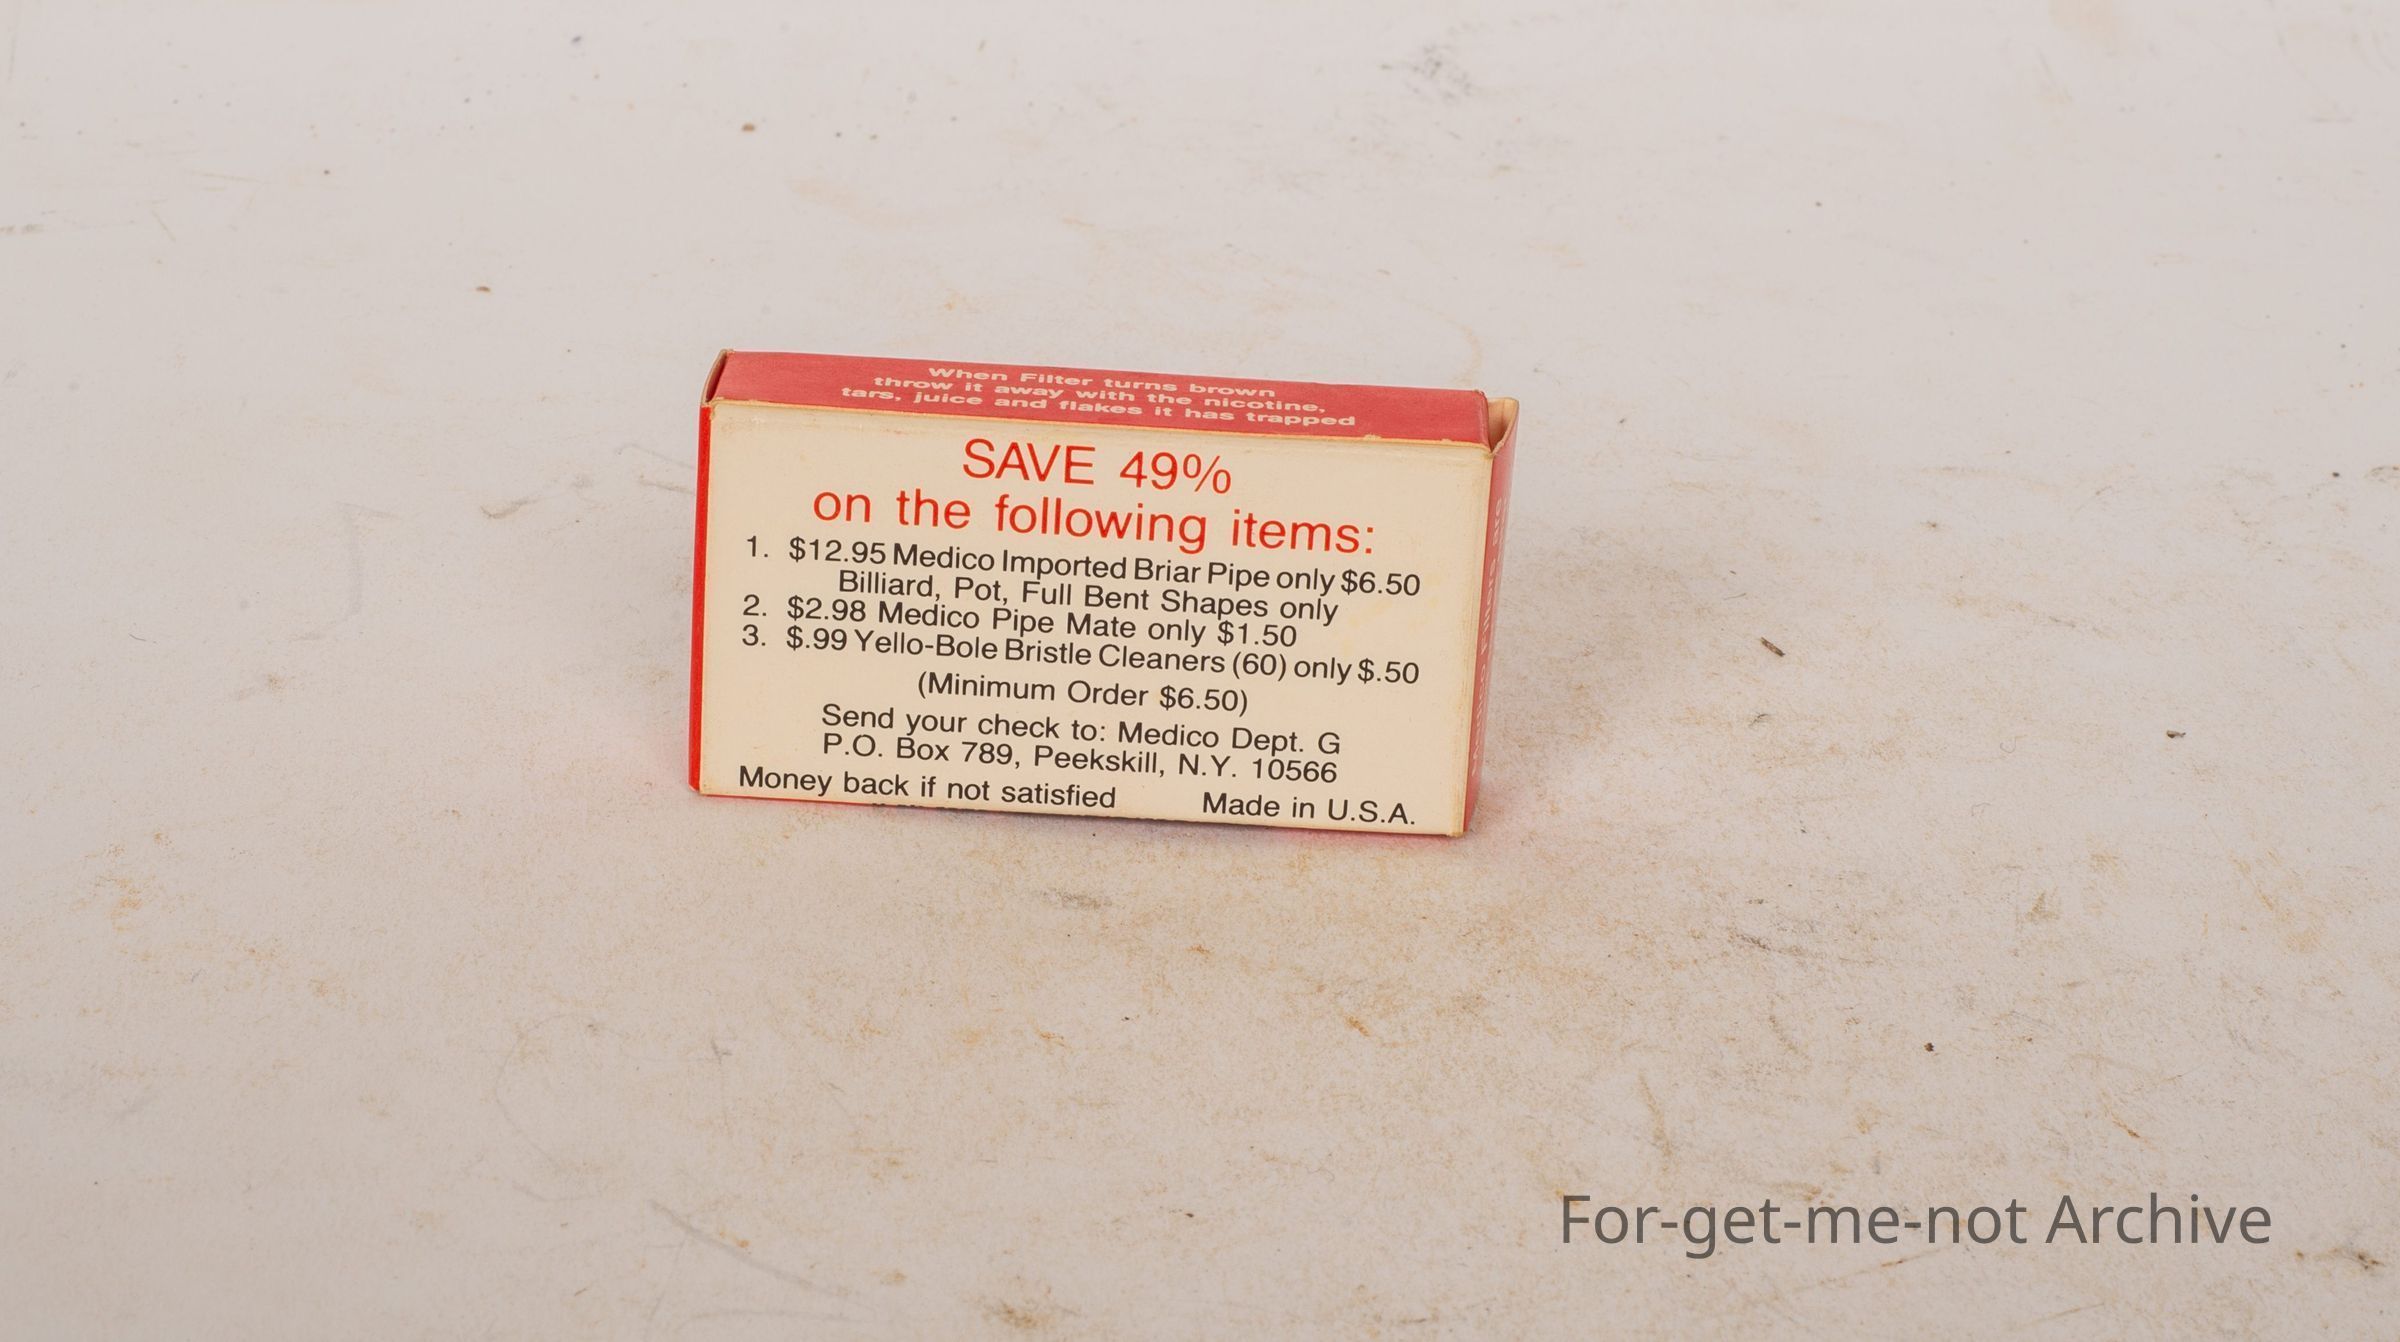 When Filter turns brown
throw it away with the nicotine,
tars, juice and flakes it has trapped
SAVE 49%
on the following items:
1. $12.95 Medico Imported Briar Pipe only $6.50
Billiard, Pot, Full Bent Shapes only
2. $2.98 Medico Pipe Mate only $1.50
3. $.99 Yello-Bole Bristle Cleaners (60) only $.50
(Minimum Order $6.50)
Send your check to: Medico Dept. G
P.O. Box 789, Peekskill, N.Y. 10566
Money back if not satisfied Made in U.S.A.
For-get-me-not Archive